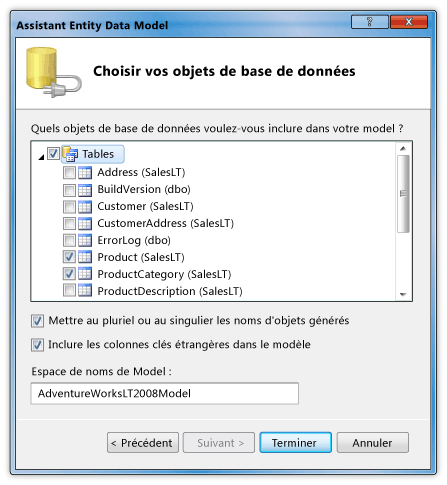 Assistant Entity Data Model
Choisir vos objets de base de données
Quels objets de base de données voulez-vous inclure dans votre model ?
Tables
Address (SalesLT)
BuildVersion (dbo)
Customer (SalesLT)
CustomerAddress (SalesLT)
ErrorLog (dbo)
Product (SalesLT)
ProductCategory (SalesLT)
ProductDescription (SalesLT)
Mettre au pluriel ou au singulier les noms d'objets générés
Inclure les colonnes clés étrangères dans le modèle
Espace de noms de Model :
AdventureWorksLT2008Model
< Précédent Suivant > Terminer Annuler